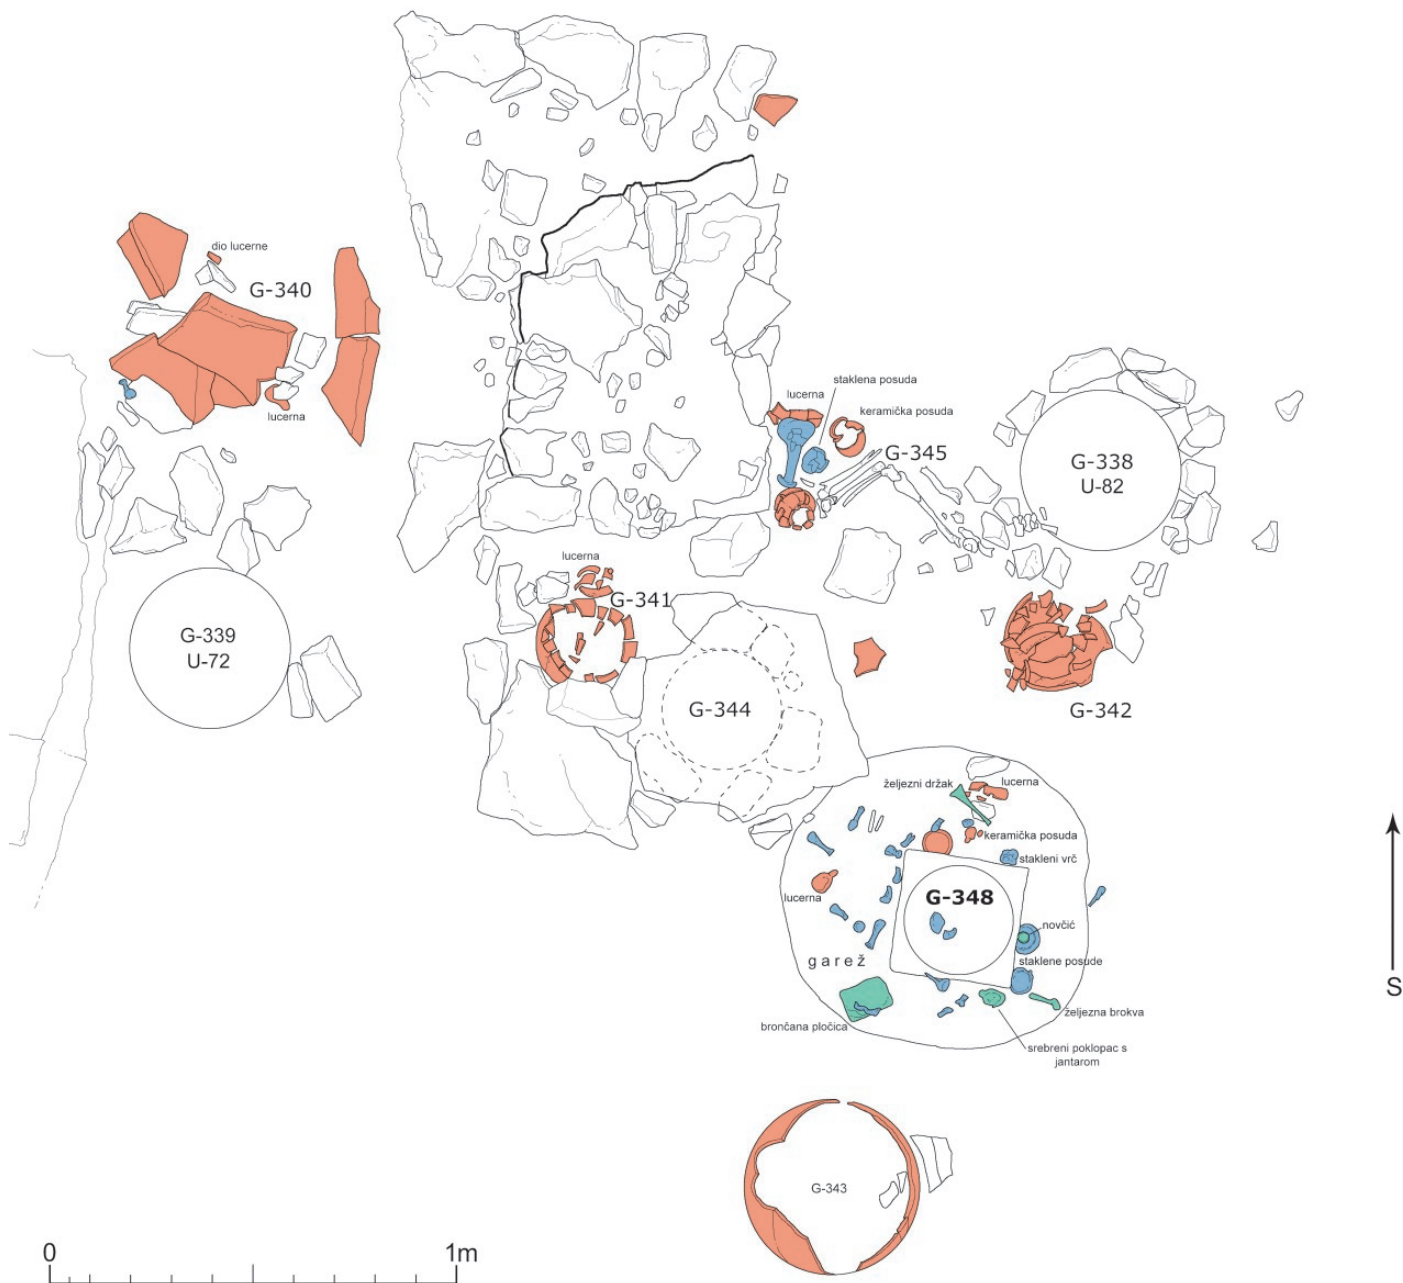 dio lucerne
G-340
lucerna
staklena posuda
lucerna
keramička posuda
G-345
G-338
U-82
lucerna
G-341
G-339
U-72
G-344
G-342
željezni držak
lucerna
keramička posuda
stakleni vrč
lucerna
G-348
novčić
garež
staklene posude
brončana pločica
željezna brokva
srebreni poklopac s
jantarom
S
G-343
0
1m